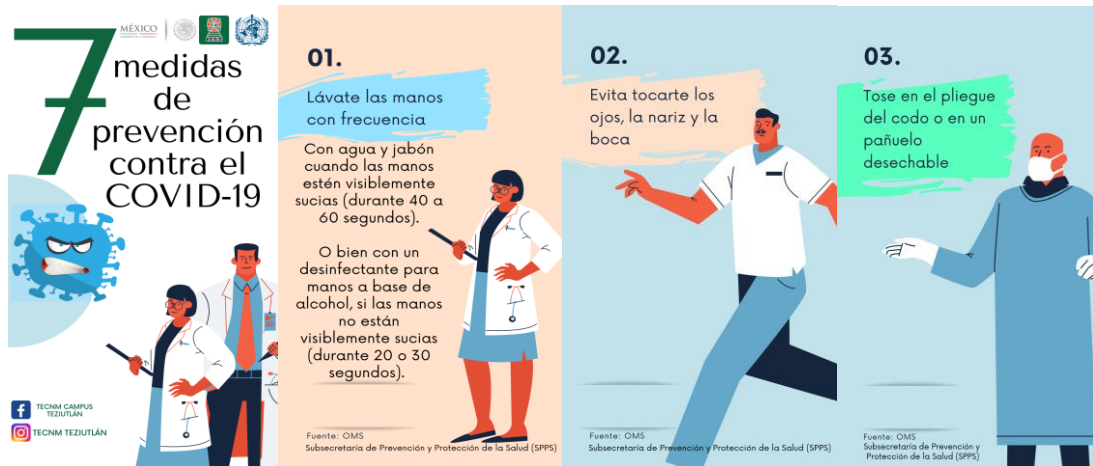 MÉXICO
7
medidas
de
prevención
contra el
COVID-19
TECNM CAMPUS
TEZIUTLÁN
TECNM TEZIUTLÁN
01.
Lávate las manos
con frecuencia
Con agua y jabón
cuando las manos
estén visiblemente
sucias (durante 40 a
60 segundos).
O bien con un
desinfectante para
manos a base de
alcohol, si las manos
no están
visiblemente sucias
(durante 20 o 30
segundos).
Fuente: OMS
Subsecretaría de Prevención y Protección de la Salud (SPPS)
02.
Evita tocarte los
ojos, la nariz y la
boca
Fuente: OMS
Subsecretaría de Prevención y Protección de la Salud (SPPS)
03.
Tose en el pliegue
del codo o en un
pañuelo
desechable
Fuente: OMS
Subsecretaría de Prevención y
Protección de la Salud (SPPS)